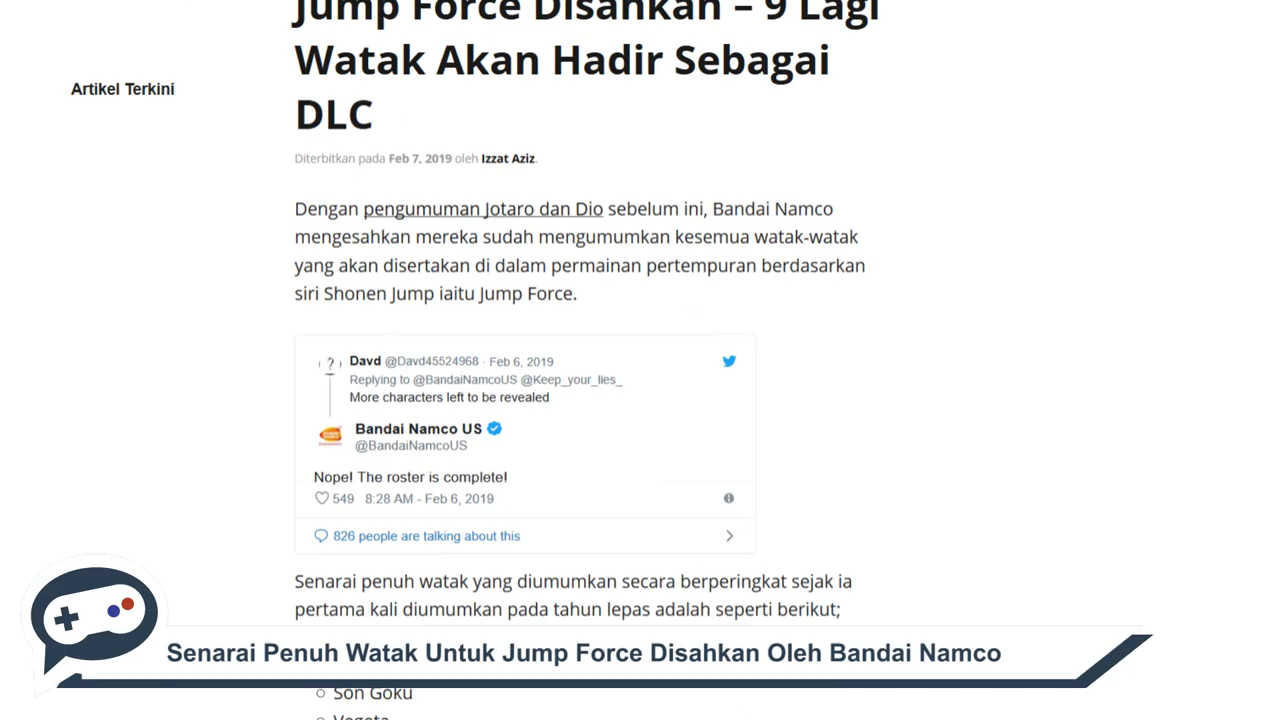 Jump Force Disahkan – 9 Lagi
Watak Akan Hadir Sebagai
DLC
Artikel Terkini
Diterbitkan pada Feb 7, 2019 oleh Izzat Aziz.
Dengan pengumuman Jotaro dan Dio sebelum ini, Bandai Namco
mengesahkan mereka sudah mengumumkan kesemua watak-watak
yang akan disertakan di dalam permainan pertempuran berdasarkan
siri Shonen Jump iaitu Jump Force.
Davd @Davd45524968 · Feb 6, 2019
Replying to @BandaiNamcoUS @Keep_your_lies_
More characters left to be revealed
Bandai Namco US
@BandaiNamcoUS
Nope! The roster is complete!
549 8:28 AM - Feb 6, 2019
826 people are talking about this
Senarai penuh watak yang diumumkan secara berperingkat sejak ia
pertama kali diumumkan pada tahun lepas adalah seperti berikut;
Senarai Penuh Watak Untuk Jump Force Disahkan Oleh Bandai Namco
Son Goku
Vegeta